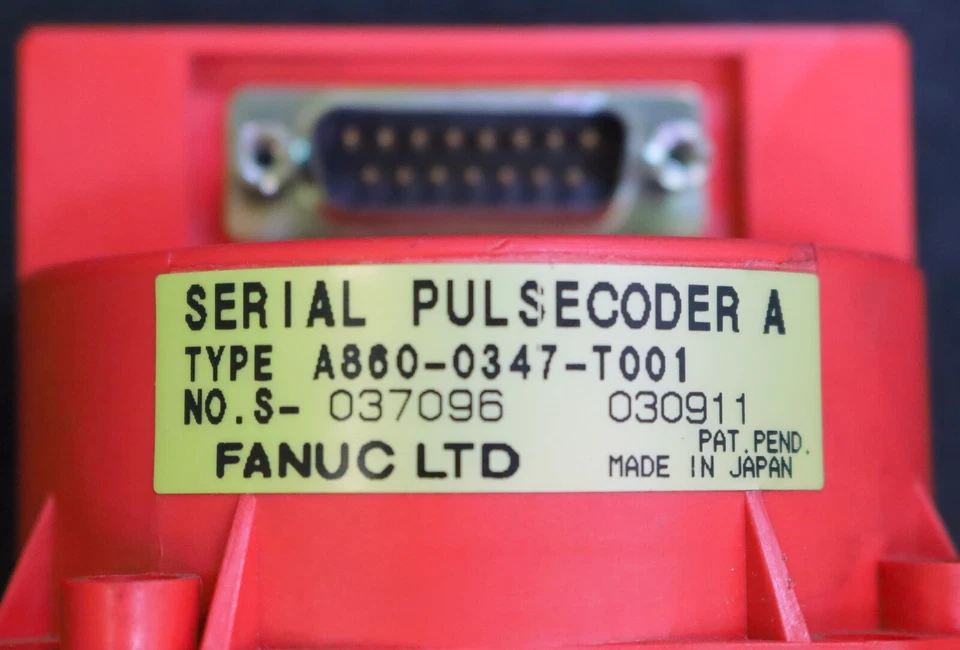 SERIAL PULSECODER A
TYPE A860-0347-T001
NO.S- 037096 030911
PAT.PEND.
FANUC LTD MADE IN JAPAN